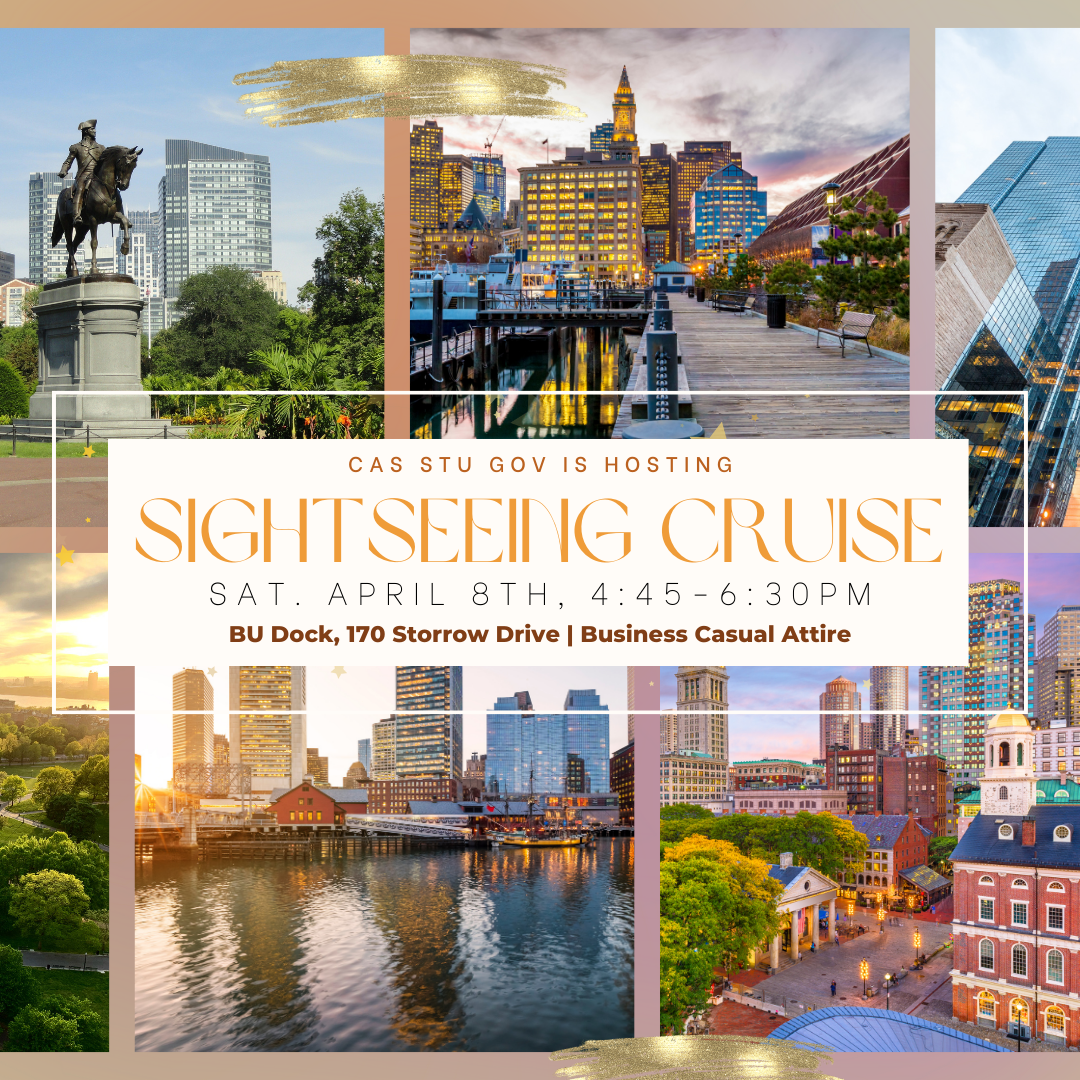 CAS STU GOV IS HOSTING
SIGHTSEEING CRUISE
SAT. APRIL 8TH, 4:45-6:30PM
BU Dock, 170 Storrow Drive | Business Casual Attire